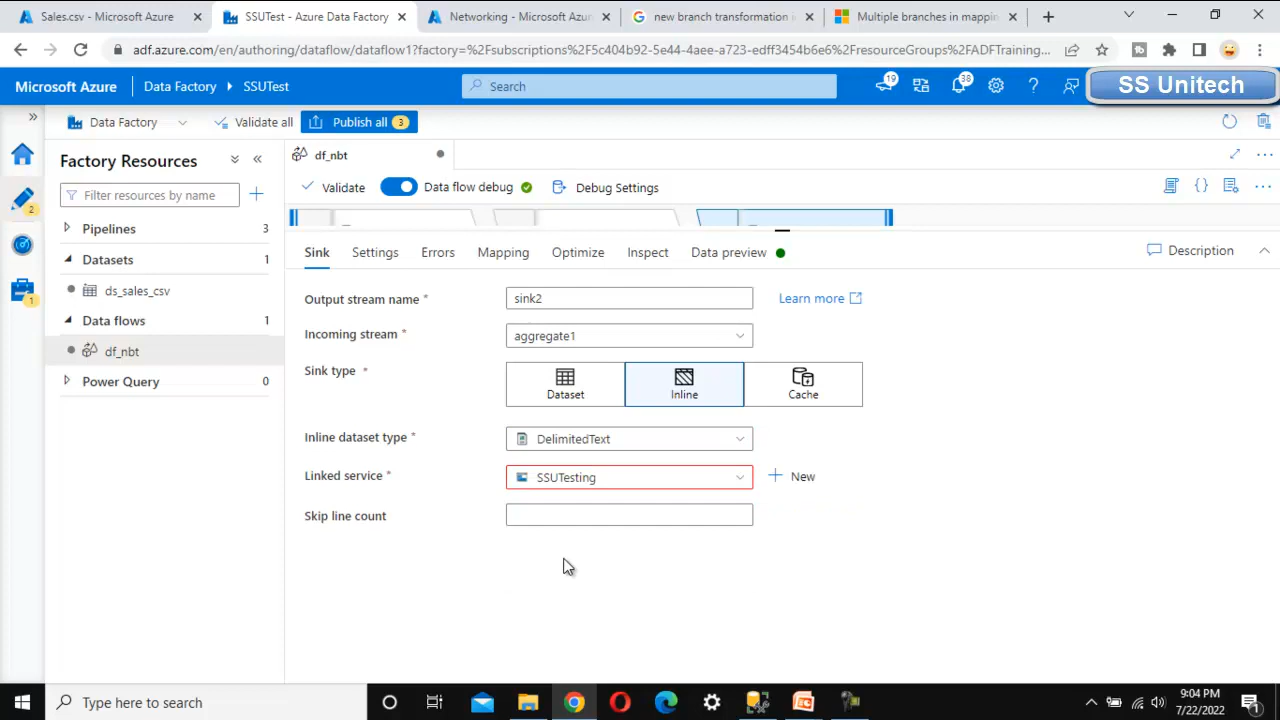 Sales.csv - Microsoft Azure
SSUTest - Azure Data Factory
Networking - Microsoft Azur
new branch transformation i
Multiple branches in mappin
adf.azure.com/en/authoring/dataflow/dataflow1?factory=%2Fsubscriptions%2F5c404b92-5e44-4aee-a723-edff3454b6e6%2FresourceGroups%2FADFTraining...
Microsoft Azure
Data Factory
SSUTest
Search
19
38
SS Unitech
Data Factory
Validate all
Publish all
3
Factory Resources
df_nbt
Filter resources by name
Validate
Data flow debug
Debug Settings
2
Pipelines
3
Datasets
1
ds_sales_csv
1
Data flows
1
df_nbt
Power Query
0
Sink
Settings
Errors
Mapping
Optimize
Inspect
Data preview
Description
Output stream name *
sink2
Learn more
Incoming stream *
aggregate1
Sink type *
Dataset
Inline
Cache
Inline dataset type *
DelimitedText
Linked service *
SSUTesting
New
Skip line count
Type here to search
9:04 PM
7/22/2022
1